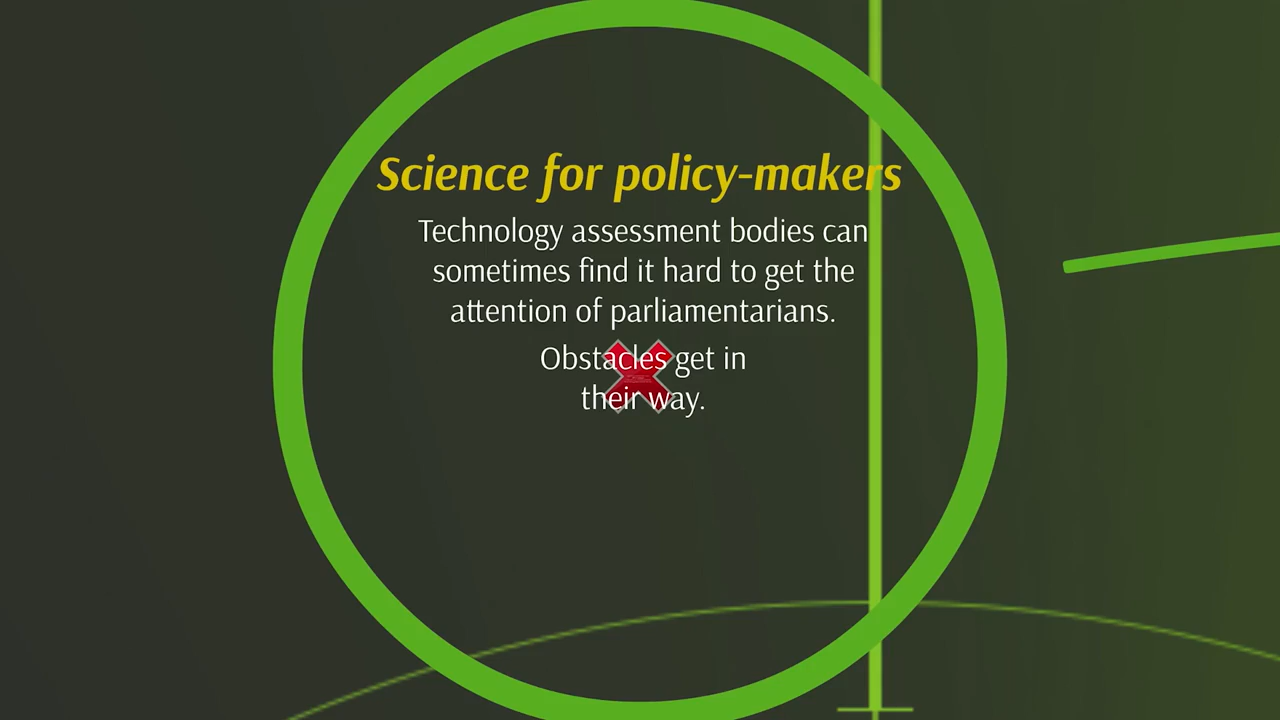 Science for policy-makers
Technology assessment bodies can
sometimes find it hard to get the
attention of parliamentarians.
Obstacles get in
their way.